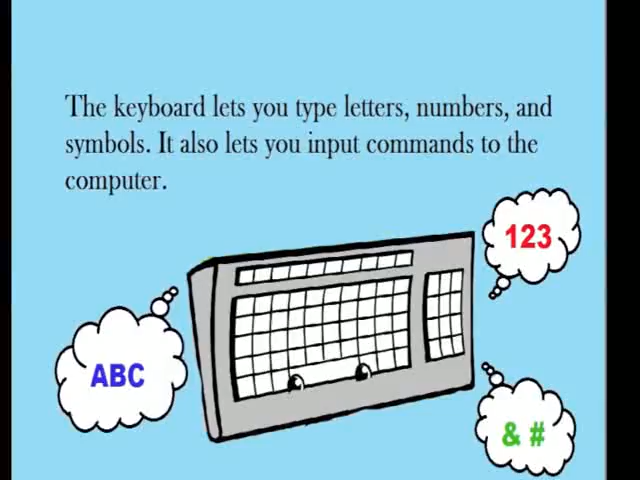 The keyboard lets you type letters, numbers, and
symbols. It also lets you input commands to the
computer.
123
ABC
& #